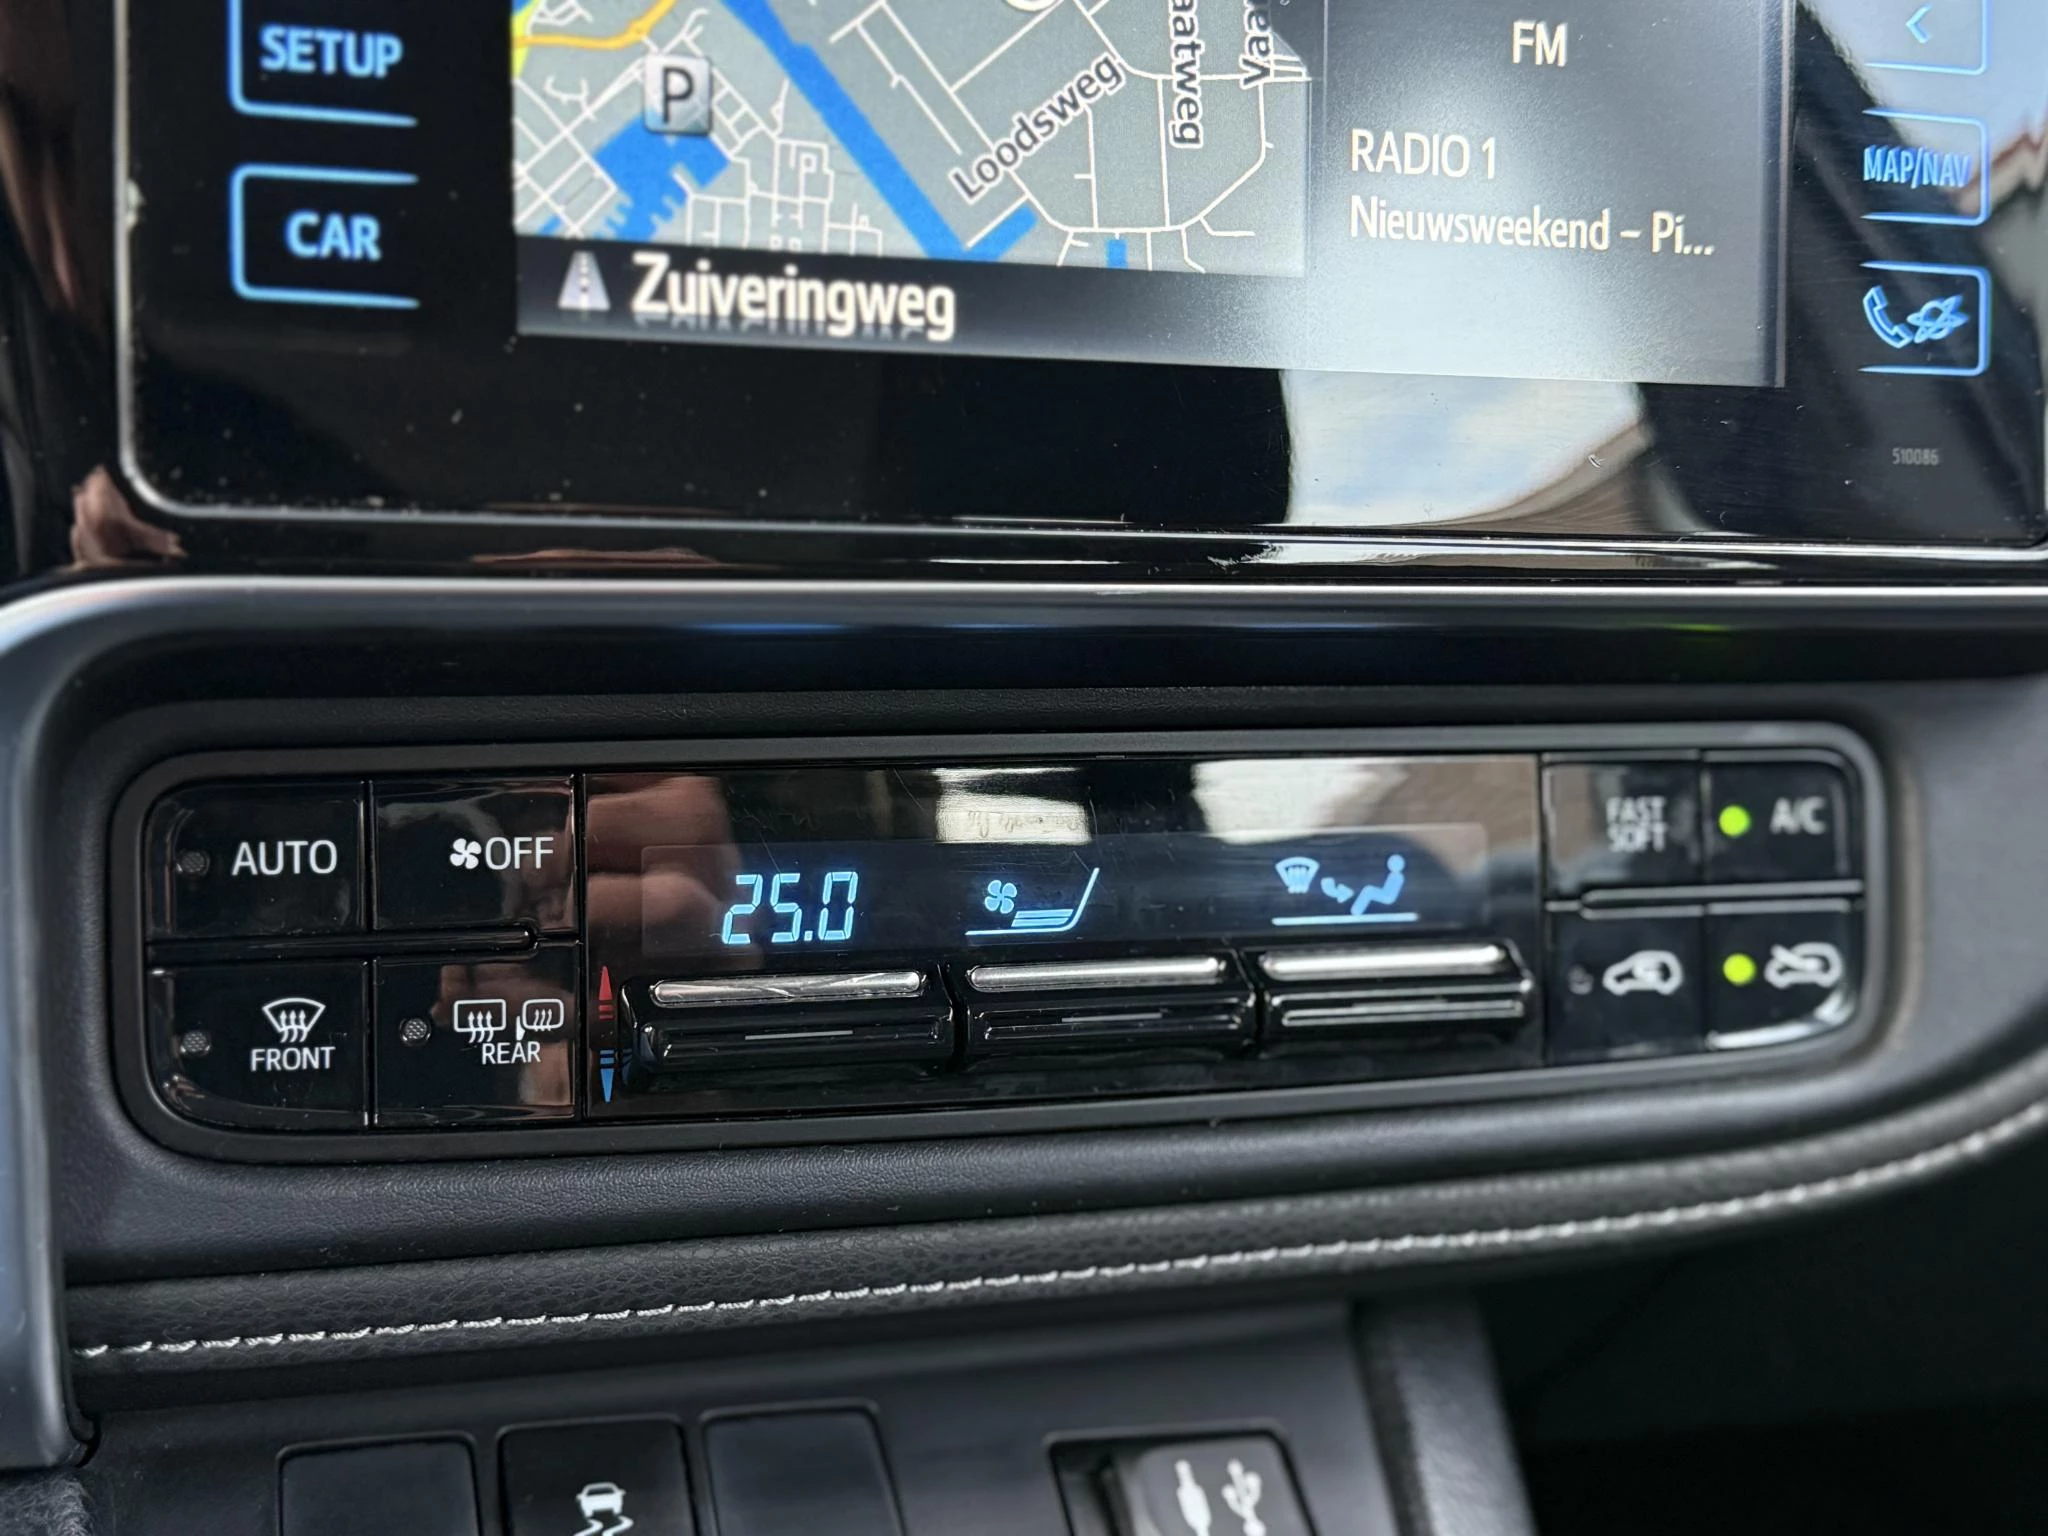 SETUP
CAR
P
Loodsweg
aatweg
Zuiveringweg
FM
RADIO 1
Nieuwsweekend – Pi...
MAP/NAV
510086
AUTO
OFF
FRONT
REAR
25.0
FAST
SOFT
A/C